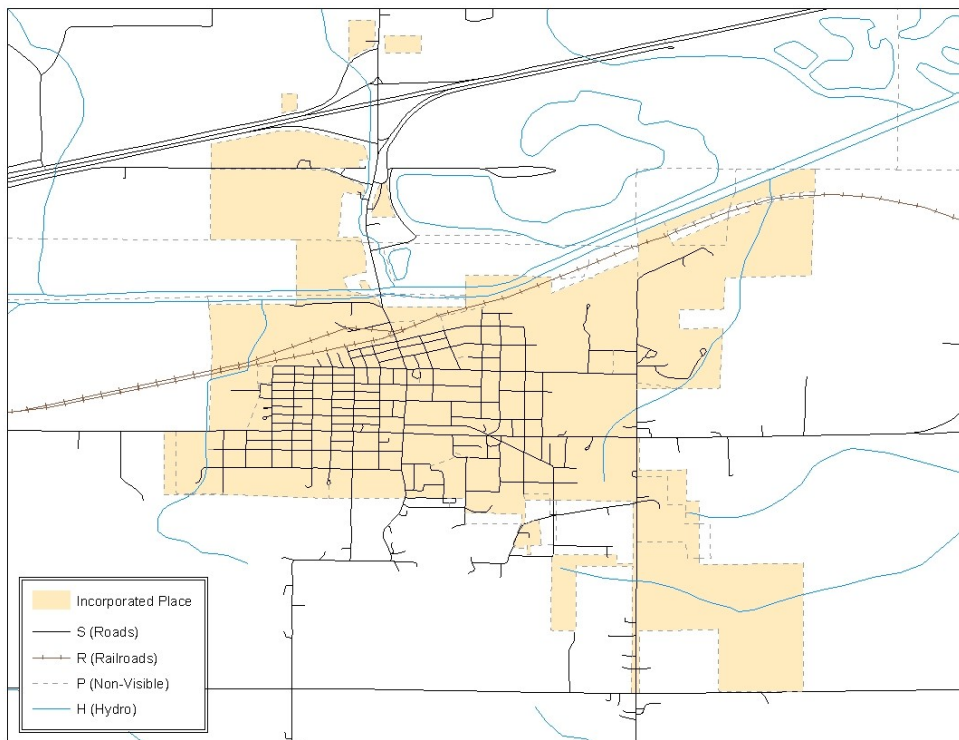 Incorporated Place
S (Roads)
R (Railroads)
P (Non-Visible)
H (Hydro)